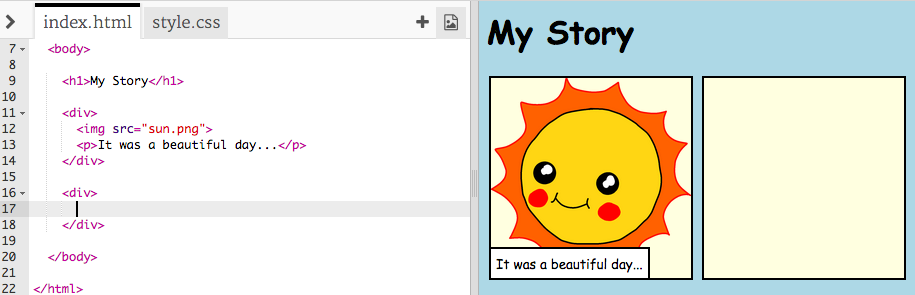 index.html style.css
7 <body>
8
9 <h1>My Story</h1>
10
11 <div>
12 <img src="sun.png">
13 <p>It was a beautiful day...</p>
14 </div>
15
16 <div>
17
18 </div>
19
20 </body>
21
22 </html>
My Story
It was a beautiful day...